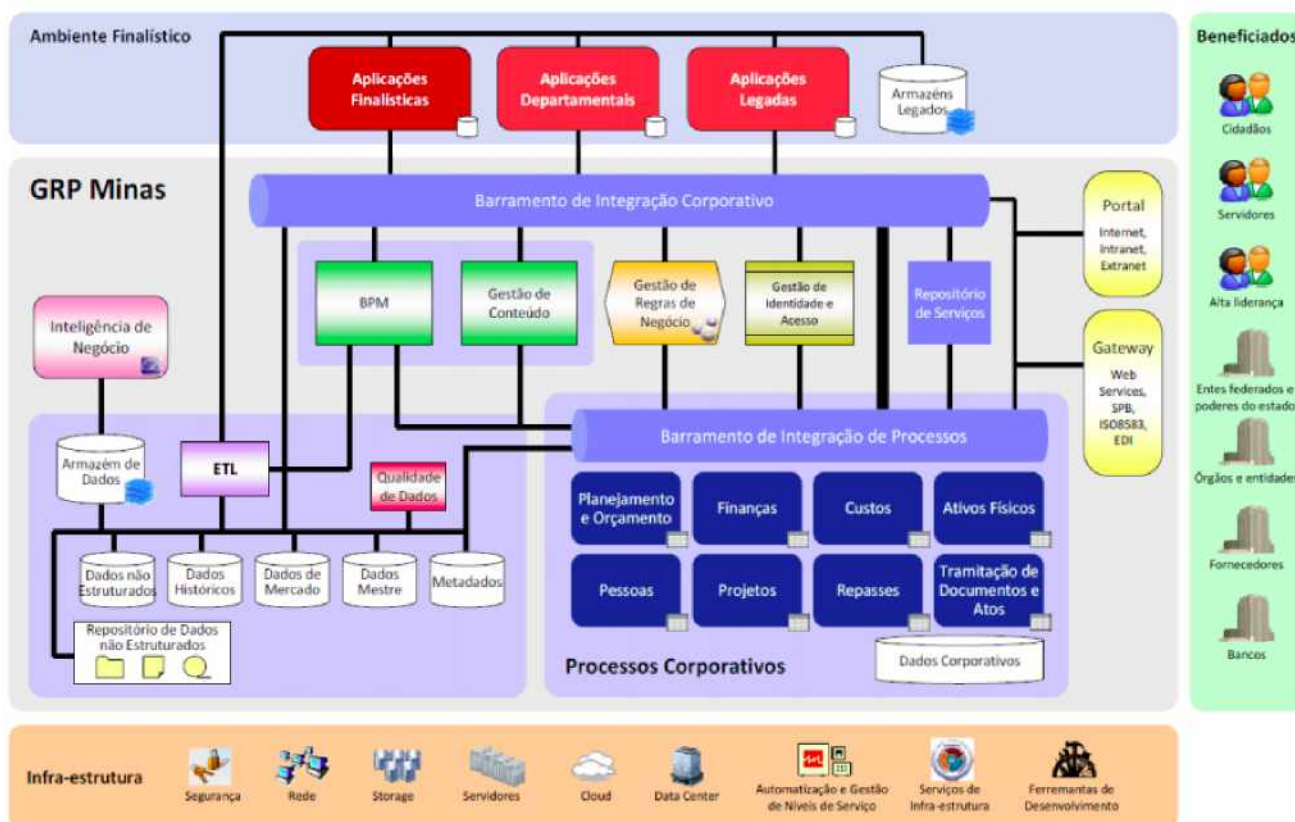 Ambiente Finalístico
Aplicações
Finalísticas
Aplicações
Departamentais
Aplicações
Legadas
Armazéns
Legados
GRP Minas
Barramento de Integração Corporativo
Portal
Internet,
Intranet,
Extranet
BPM
Gestão de
Conteúdo
Gestão de
Regras de
Negócio
Gestão de
Identidade e
Acesso
Repositório
de Serviços
Inteligência de
Negócio
Gateway
Web
Services,
SPB,
ISO8583,
EDI
Armazém de
Dados
ETL
Qualidade
de Dados
Barramento de Integração de Processos
Planejamento
e Orçamento
Finanças
Custos
Ativos Físicos
Dados não
Estruturados
Dados
Históricos
Dados de
Mercado
Dados
Mestre
Metadados
Pessoas
Projetos
Repasses
Tramitação de
Documentos e
Atos
Repositório de Dados
não Estruturados
Processos Corporativos
Dados Corporativos
Beneficiados
Cidadãos
Servidores
Alta liderança
Entes federados e
poderes do estado
Órgãos e entidades
Fornecedores
Bancos
Infra-estrutura
Segurança
Rede
Storage
Servidores
Cloud
Data Center
Automatização e Gestão
de Níveis de Serviço
Serviços de
Infra-estrutura
Ferramentas de
Desenvolvimento